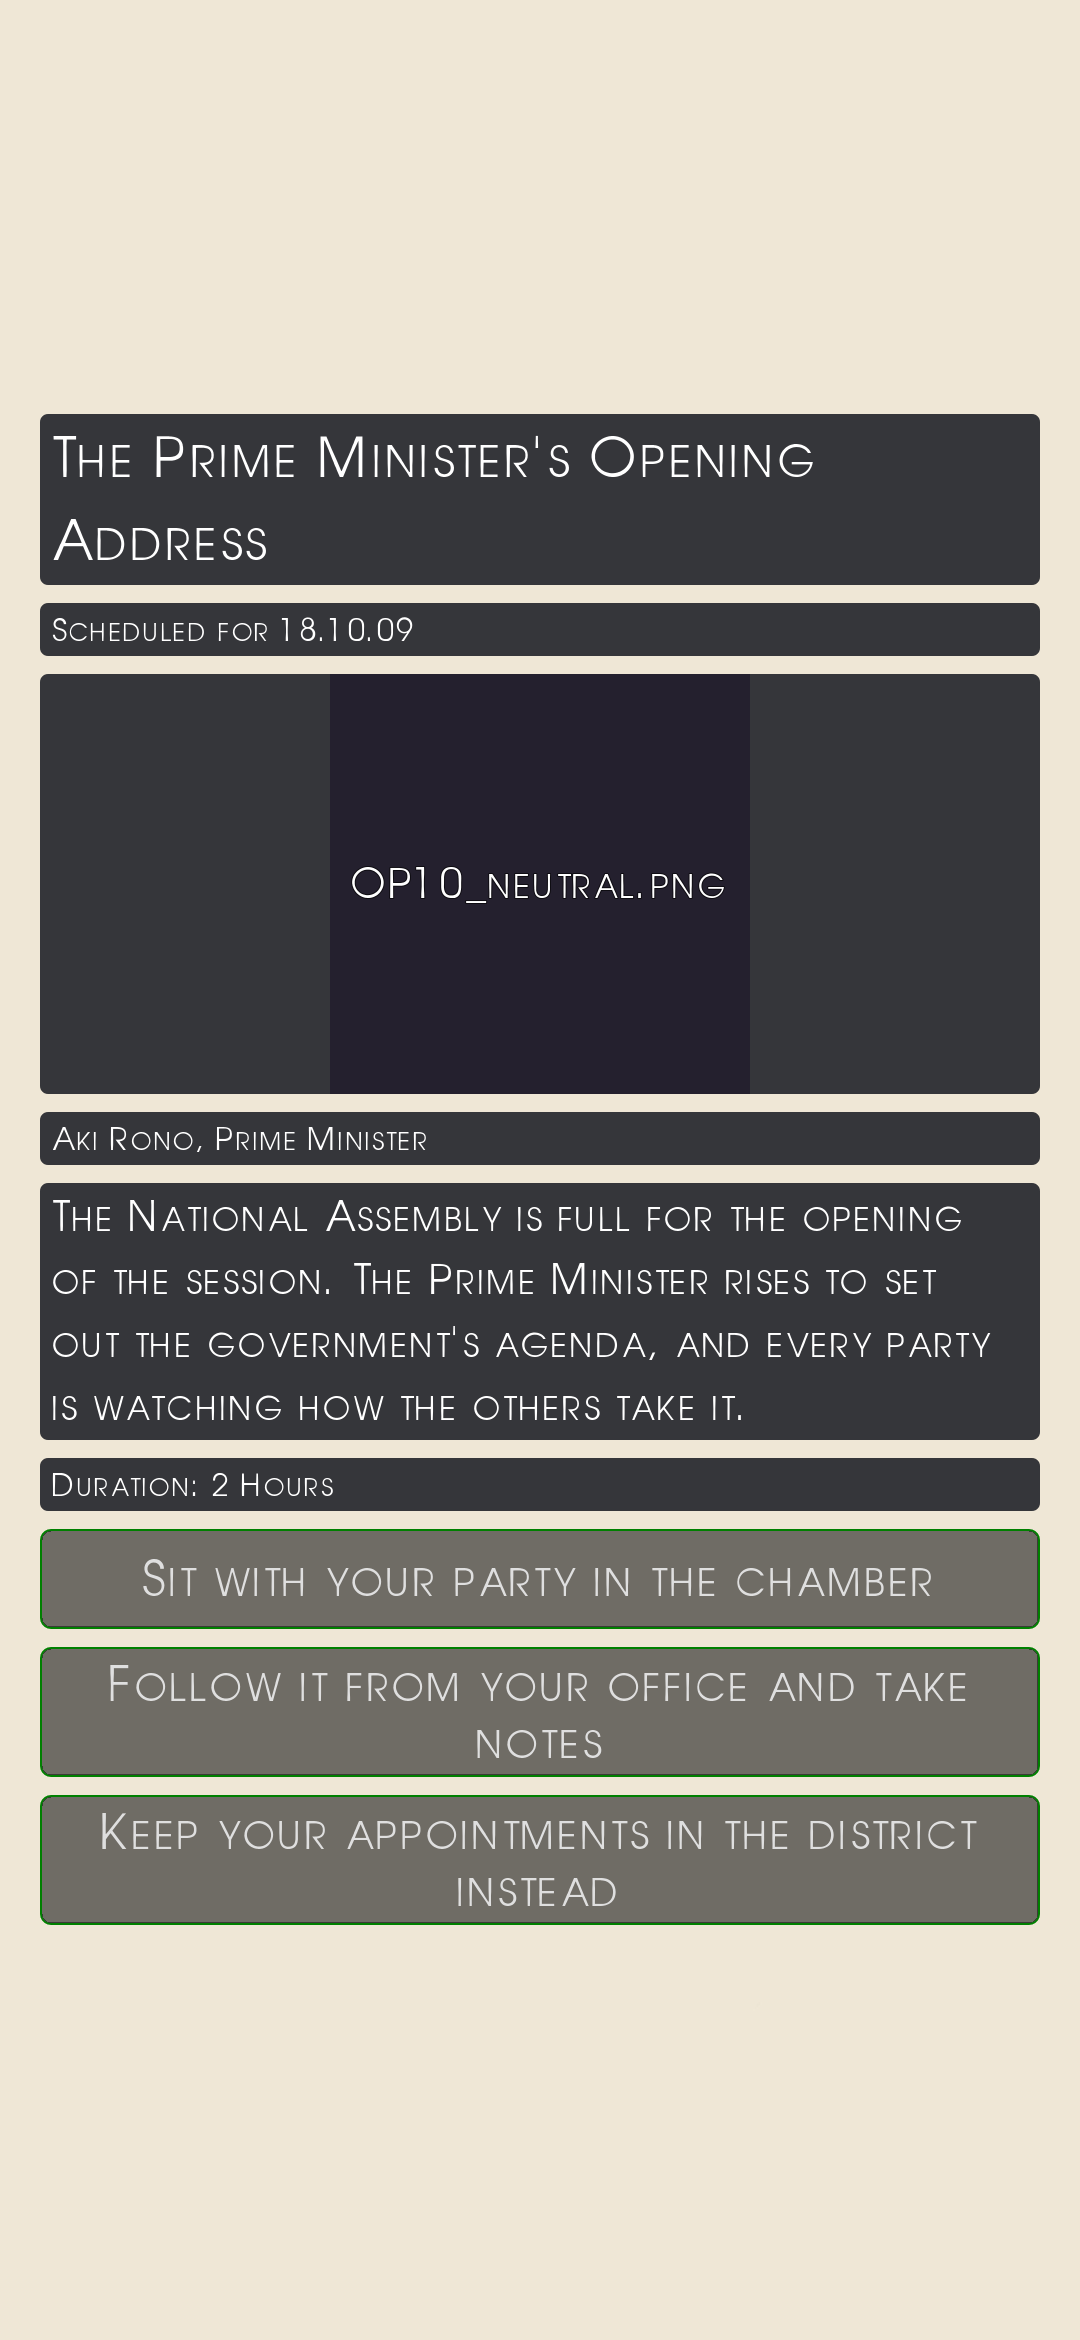 The Prime Minister's Opening
Address
Scheduled for 18.10.09
OP10_neutral.png
Aki Rono, Prime Minister
The National Assembly is full for the opening
of the session. The Prime Minister rises to set
out the government's agenda, and every party
is watching how the others take it.
Duration: 2 Hours
Sit with your party in the chamber
Follow it from your office and take
notes
Keep your appointments in the district
instead